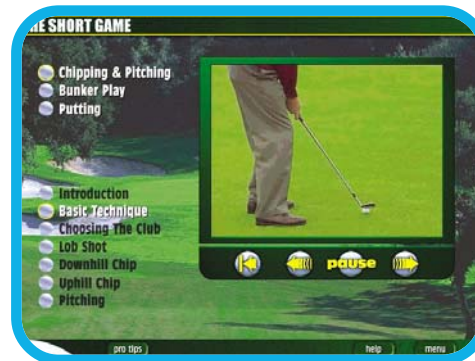 THE SHORT GAME
Chipping & Pitching
Bunker Play
Putting
Introduction
Basic Technique
Choosing The Club
Lob Shot
Downhill Chip
Uphill Chip
Pitching
pause
pro tips
help
menu